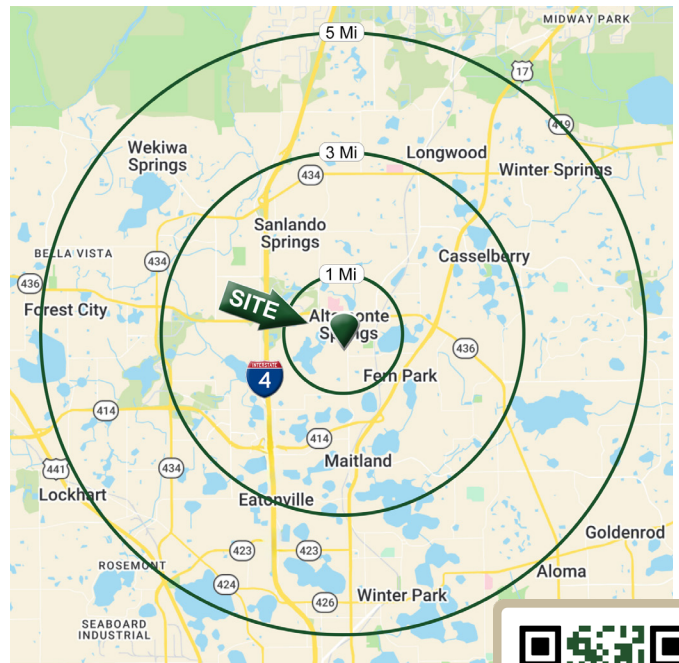 MIDWAY PARK
5 Mi
17
419
Wekiwa
Springs
3 Mi
Longwood
434
Winter Springs
Sanlando
Springs
BELLA VISTA
434
Casselberry
1 Mi
436
Forest City
SITE
Altamonte
Springs
436
INTERSTATE
4
Fern Park
414
414
Maitland
441
434
Lockhart
Eatonville
Goldenrod
423
423
ROSEMONT
Aloma
424
426
Winter Park
SEABOARD
INDUSTRIAL